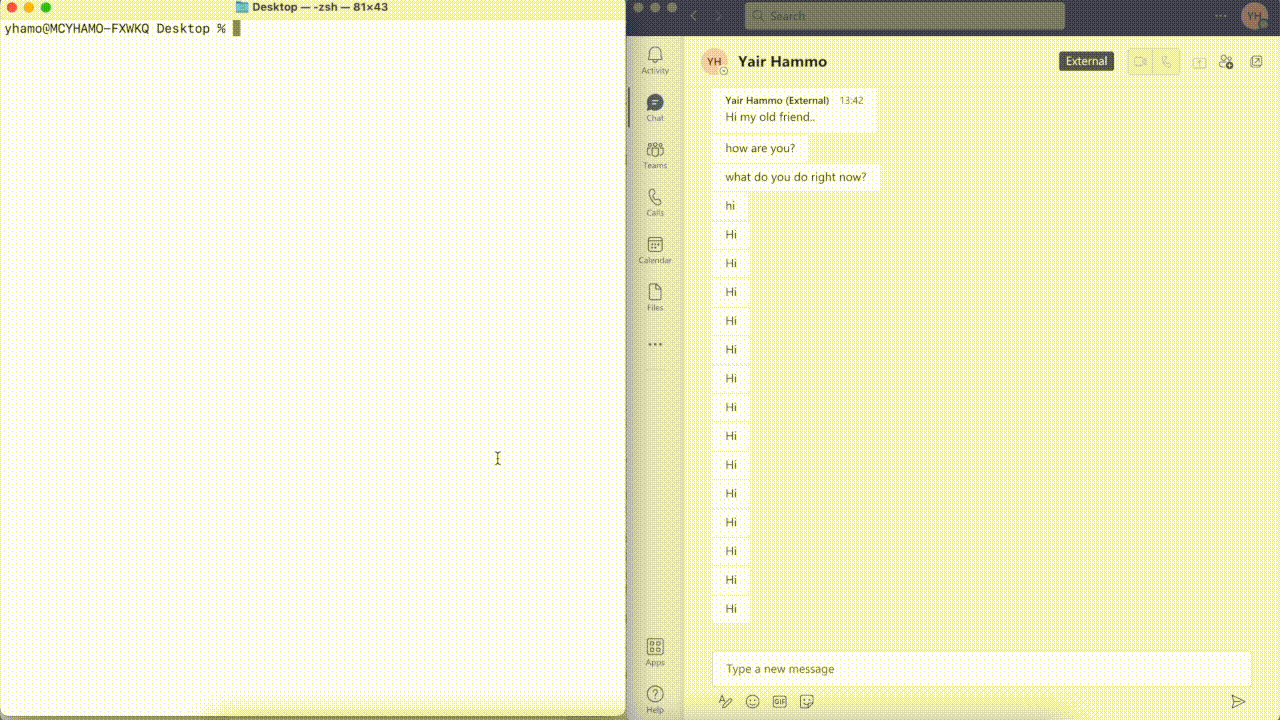 Desktop — -zsh — 81×43
yhamo@MCYHAMO-FXWKQ Desktop %
Search
YH
Activity
Chat
Teams
Calls
Calendar
Files
Apps
Help
YH
Yair Hammo
External
Yair Hammo (External) 13:42
Hi my old friend..
how are you?
what do you do right now?
hi
Hi
Hi
Hi
Hi
Hi
Hi
Hi
Hi
Hi
Hi
Hi
Hi
Hi
Hi
Type a new message
GIF